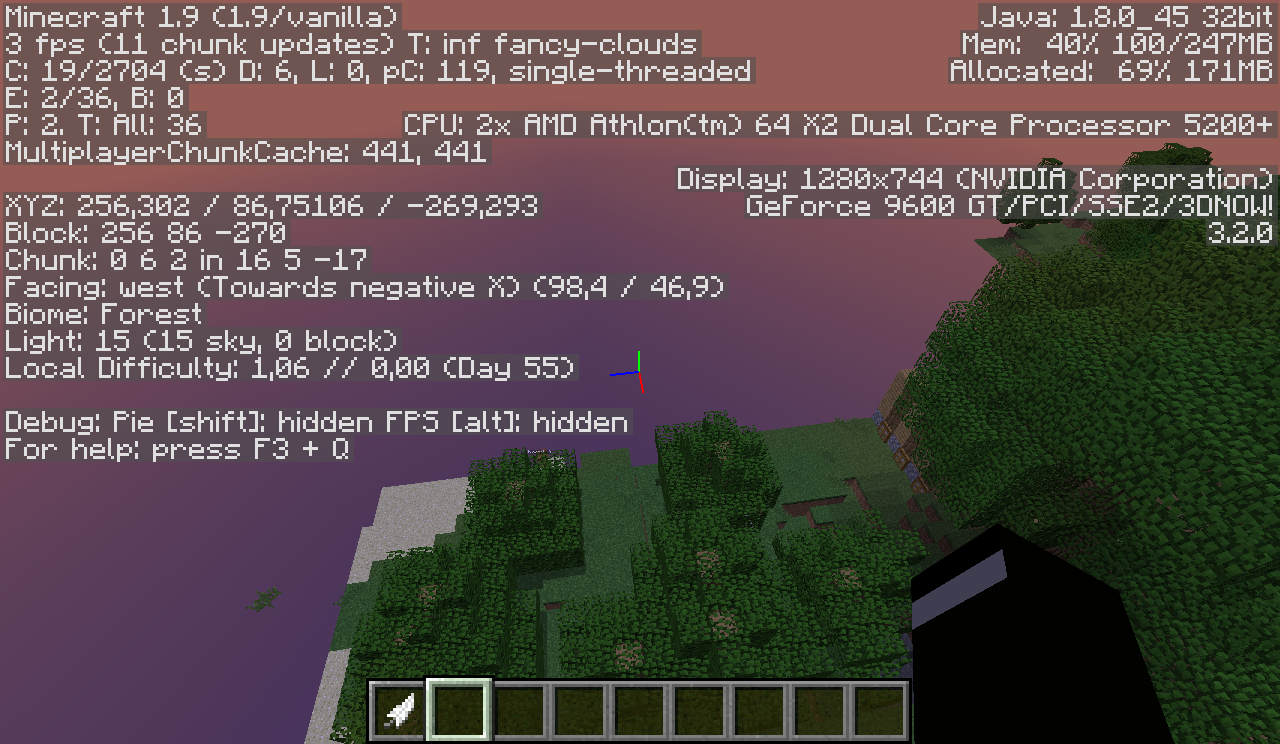 Minecraft 1.9 (1.9/vanilla)
3 fps (11 chunk updates) T: inf fancy-clouds
C: 19/2704 (s) D: 6, L: 0, pC: 119, single-threaded
E: 2/36, B: 0
P: 2. T: All: 36
MultiplayerChunkCache: 441, 441
XYZ: 256,302 / 86,75106 / -269,293
Block: 256 86 -270
Chunk: 0 6 2 in 16 5 -17
Facing: west (Towards negative X) (98,4 / 46,9)
Biome: Forest
Light: 15 (15 sky, 0 block)
Local Difficulty: 1,06 // 0,00 (Day 55)
Debug: Pie [shift]: hidden FPS [alt]: hidden
For help: press F3 + Q
Java: 1.8.0_45 32bit
Mem: 40% 100/247MB
Allocated: 69% 171MB
CPU: 2x AMD Athlon(tm) 64 X2 Dual Core Processor 5200+
Display: 1280x744 (NVIDIA Corporation)
GeForce 9600 GT/PCI/SSE2/3DNOW!
3.2.0